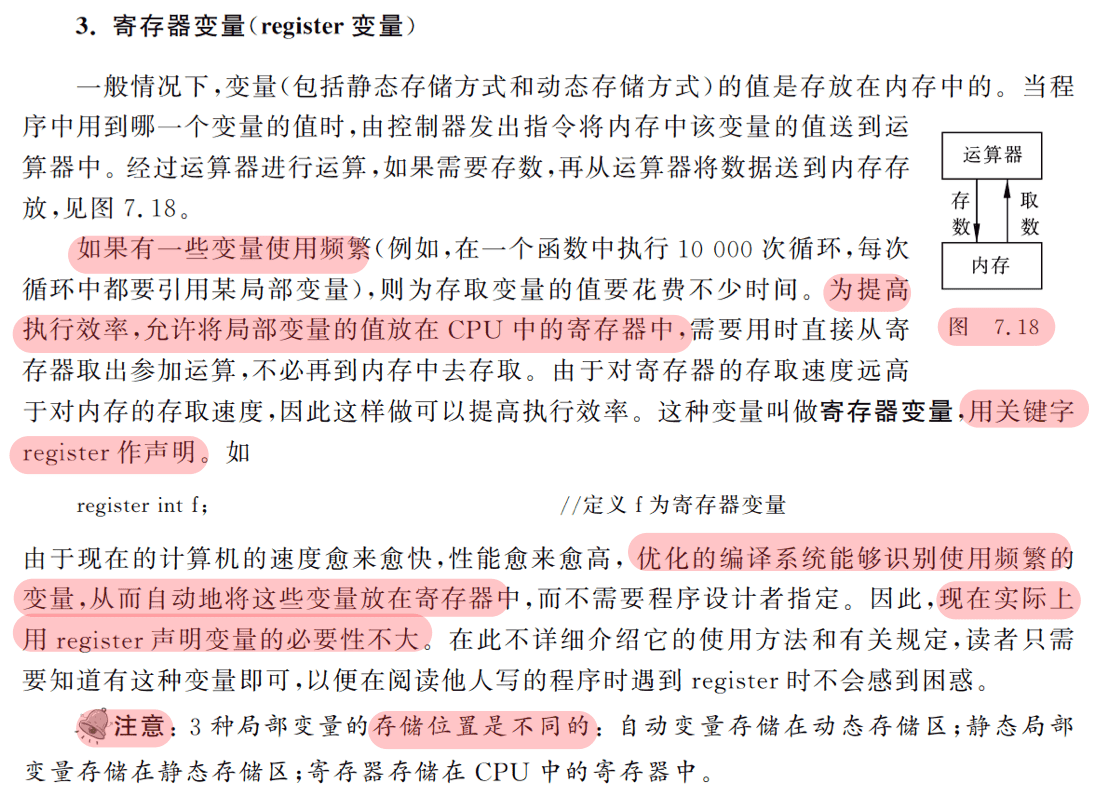 3. 寄存器变量(register 变量)
一般情况下,变量(包括静态存储方式和动态存储方式)的值是存放在内存中的。当程
序中用到哪一个变量的值时,由控制器发出指令将内存中该变量的值送到运
算器中。经过运算器进行运算,如果需要存数,再从运算器将数据送到内存存
放,见图 7.18。
运算器
存数
取数
内存
图 7.18
如果有一些变量使用频繁(例如,在一个函数中执行 10 000 次循环,每次
循环中都要引用某局部变量),则为存取变量的值要花费不少时间。为提高
执行效率,允许将局部变量的值放在 CPU 中的寄存器中,需要用时直接从寄
存器取出参加运算,不必再到内存中去存取。由于对寄存器的存取速度远高
于对内存的存取速度,因此这样做可以提高执行效率。这种变量叫做寄存器变量,用关键字
register 作声明。如
register int f; //定义 f 为寄存器变量
由于现在的计算机的速度愈来愈快,性能愈来愈高,优化的编译系统能够识别使用频繁的
变量,从而自动地将这些变量放在寄存器中,而不需要程序设计者指定。因此,现在实际上
用 register 声明变量的必要性不大。在此不详细介绍它的使用方法和有关规定,读者只需
要知道有这种变量即可,以便在阅读他人写的程序时遇到 register 时不会感到困惑。
注意:3 种局部变量的存储位置是不同的:自动变量存储在动态存储区;静态局部
变量存储在静态存储区;寄存器存储在 CPU 中的寄存器中。